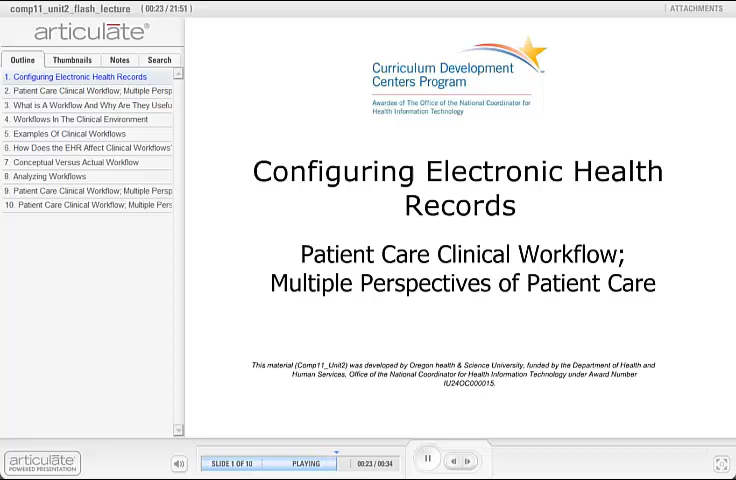 comp11_unit2_flash_lecture (00:23 / 21:51)
ATTACHMENTS
articulate®
Outline Thumbnails Notes Search
1. Configuring Electronic Health Records
2. Patient Care Clinical Workflow; Multiple Persp
3. What is A Workflow And Why Are They Usefu
4. Workflows In The Clinical Environment
5. Examples Of Clinical Workflows
6. How Does the EHR Affect Clinical Workflows'
7. Conceptual Versus Actual Workflow
8. Analyzing Workflows
9. Patient Care Clinical Workflow; Multiple Persp
10. Patient Care Clinical Workflow; Multiple Pers
Curriculum Development
Centers Program
Awardee of The Office of the National Coordinator for
Health Information Technology
Configuring Electronic Health
Records
Patient Care Clinical Workflow;
Multiple Perspectives of Patient Care
This material (Comp11_Unit2) was developed by Oregon health & Science University, funded by the Department of Health and
Human Services, Office of the National Coordinator for Health Information Technology under Award Number
IU24OC000015.
articulate®
POWERED PRESENTATION
SLIDE 1 OF 10 PLAYING 00:23 / 00:34